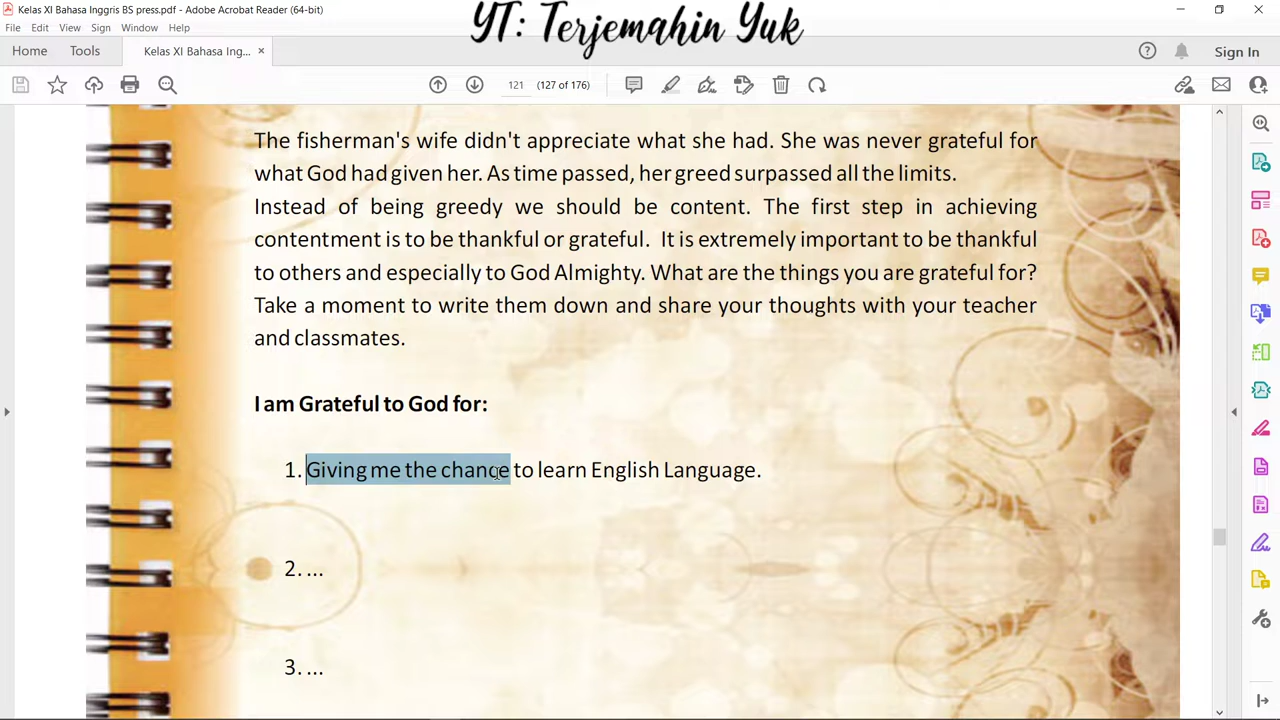 Kelas XI Bahasa Inggris BS press.pdf - Adobe Acrobat Reader (64-bit)
YT: Terjemahin Yuk
File Edit View Sign Window Help
Home Tools Kelas XI Bahasa Ing... × Sign In
121 (127 of 176)
The fisherman's wife didn't appreciate what she had. She was never grateful for
what God had given her. As time passed, her greed surpassed all the limits.
Instead of being greedy we should be content. The first step in achieving
contentment is to be thankful or grateful. It is extremely important to be thankful
to others and especially to God Almighty. What are the things you are grateful for?
Take a moment to write them down and share your thoughts with your teacher
and classmates.
I am Grateful to God for:
1. Giving me the chance to learn English Language.
2. ...
3. ...